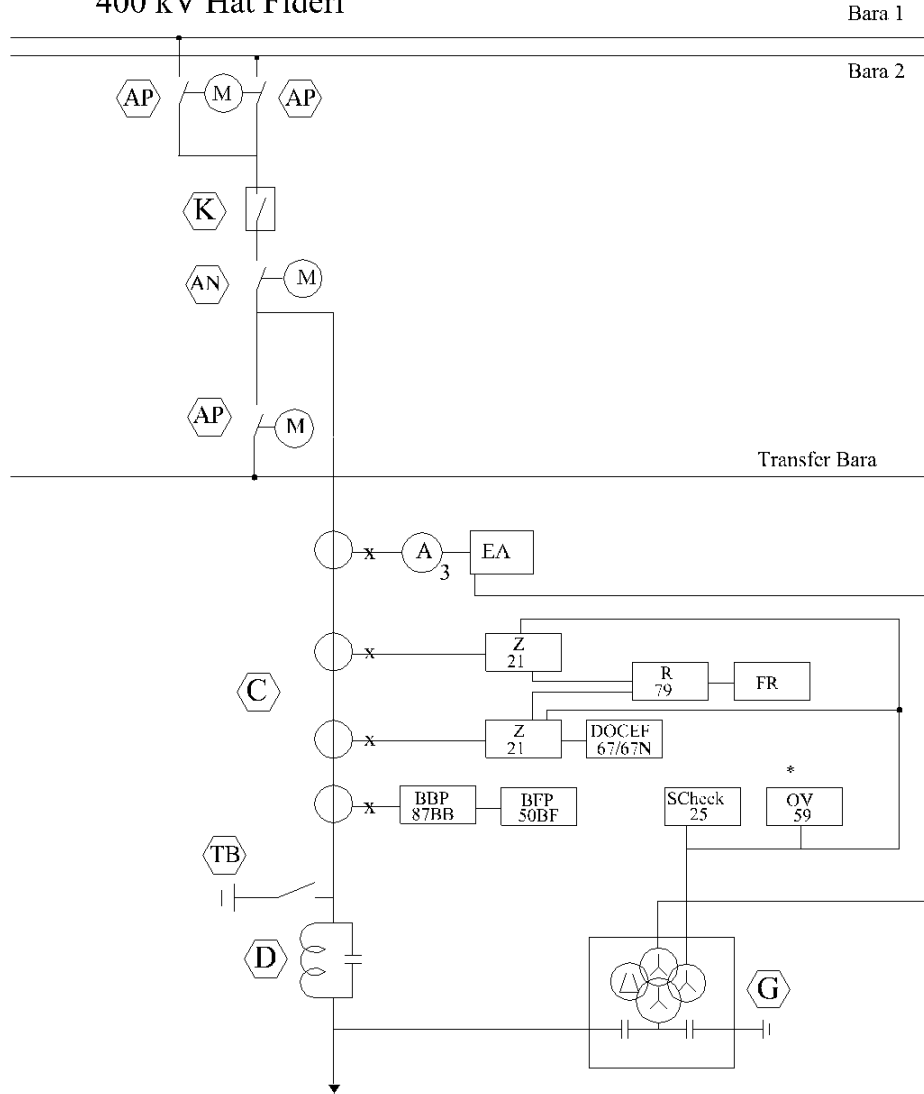 400 kV Hat Fideri
Bara 1
Bara 2
AP
M
AP
K
AN
M
AP
M
Transfer Bara
x
A
3
EA
x
Z
21
R
79
FR
C
x
Z
21
DOCEF
67/67N
*
x
BBP
87BB
BFP
50BF
SCheck
25
OV
59
TB
D
G